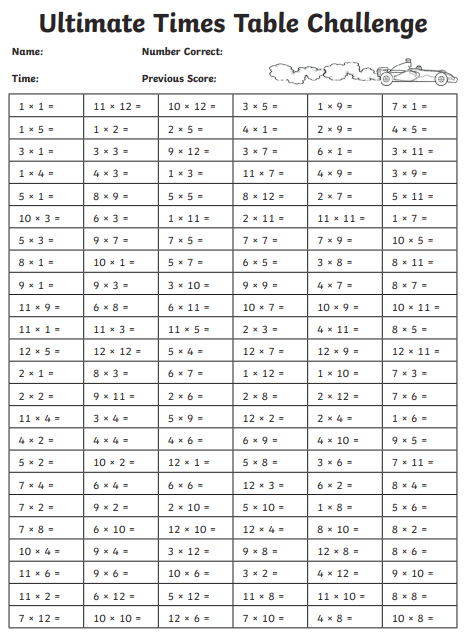 Ultimate Times Table Challenge
Name: Number Correct:
Time: Previous Score:
1 × 1 = 11 × 12 = 10 × 12 = 3 × 5 = 1 × 9 = 7 × 1 =
1 × 5 = 1 × 2 = 2 × 5 = 4 × 1 = 2 × 9 = 4 × 5 =
3 × 1 = 3 × 3 = 9 × 12 = 3 × 7 = 6 × 1 = 3 × 11 =
1 × 4 = 4 × 3 = 1 × 3 = 11 × 7 = 4 × 9 = 3 × 9 =
5 × 1 = 8 × 9 = 5 × 5 = 8 × 12 = 2 × 7 = 5 × 11 =
10 × 3 = 6 × 3 = 1 × 11 = 2 × 11 = 11 × 11 = 1 × 7 =
5 × 3 = 9 × 7 = 7 × 5 = 7 × 7 = 7 × 9 = 10 × 5 =
8 × 1 = 10 × 1 = 5 × 7 = 6 × 5 = 3 × 8 = 8 × 11 =
9 × 1 = 9 × 3 = 3 × 10 = 9 × 9 = 4 × 7 = 8 × 7 =
11 × 9 = 6 × 8 = 6 × 11 = 10 × 7 = 10 × 9 = 10 × 11 =
11 × 1 = 11 × 3 = 11 × 5 = 2 × 3 = 4 × 11 = 8 × 5 =
12 × 5 = 12 × 12 = 5 × 4 = 12 × 7 = 12 × 9 = 12 × 11 =
2 × 1 = 8 × 3 = 6 × 7 = 1 × 12 = 1 × 10 = 7 × 3 =
2 × 2 = 9 × 11 = 2 × 6 = 2 × 8 = 2 × 12 = 7 × 6 =
11 × 4 = 3 × 4 = 5 × 9 = 12 × 2 = 2 × 4 = 1 × 6 =
4 × 2 = 4 × 4 = 4 × 6 = 6 × 9 = 4 × 10 = 9 × 5 =
5 × 2 = 10 × 2 = 12 × 1 = 5 × 8 = 3 × 6 = 7 × 11 =
7 × 4 = 6 × 4 = 6 × 6 = 12 × 3 = 6 × 2 = 8 × 4 =
7 × 2 = 9 × 2 = 2 × 10 = 5 × 10 = 1 × 8 = 5 × 6 =
7 × 8 = 6 × 10 = 12 × 10 = 12 × 4 = 8 × 10 = 8 × 2 =
10 × 4 = 9 × 4 = 3 × 12 = 9 × 8 = 12 × 8 = 8 × 6 =
11 × 6 = 9 × 6 = 10 × 6 = 3 × 2 = 4 × 12 = 9 × 10 =
11 × 2 = 6 × 12 = 5 × 12 = 11 × 8 = 11 × 10 = 8 × 8 =
7 × 12 = 10 × 10 = 12 × 6 = 7 × 10 = 4 × 8 = 10 × 8 =